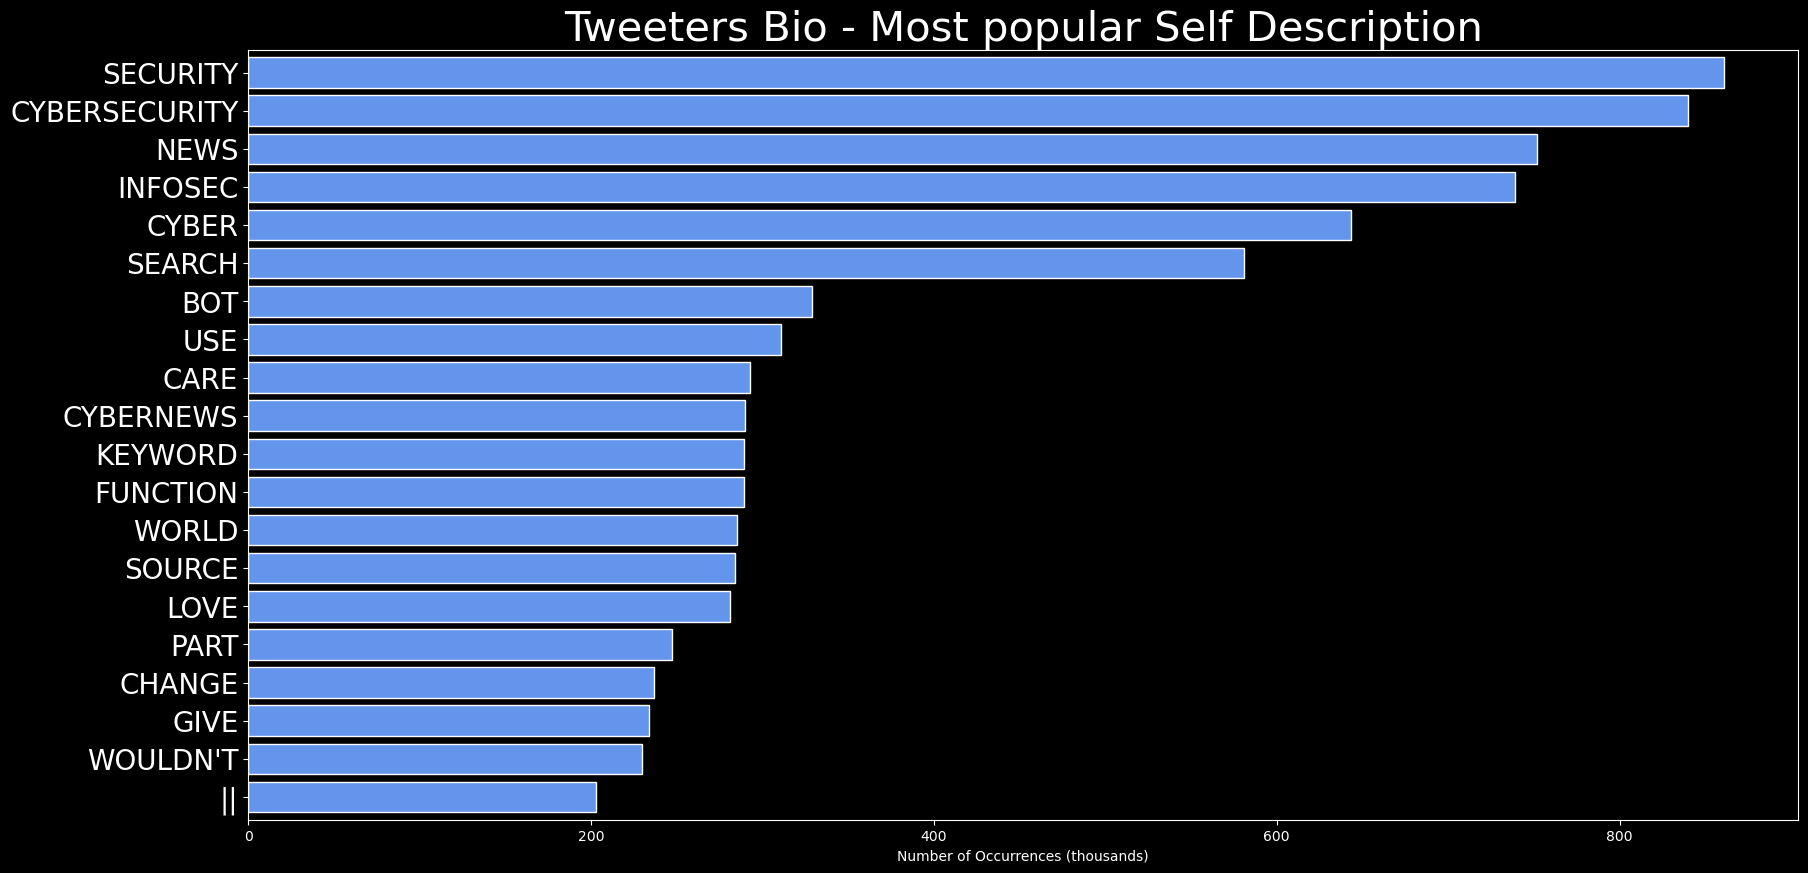 Tweeters Bio - Most popular Self Description
SECURITY
CYBERSECURITY
NEWS
INFOSEC
CYBER
SEARCH
BOT
USE
CARE
CYBERNEWS
KEYWORD
FUNCTION
WORLD
SOURCE
LOVE
PART
CHANGE
GIVE
WOULDN'T
||
0 200 400 600 800
Number of Occurrences (thousands)